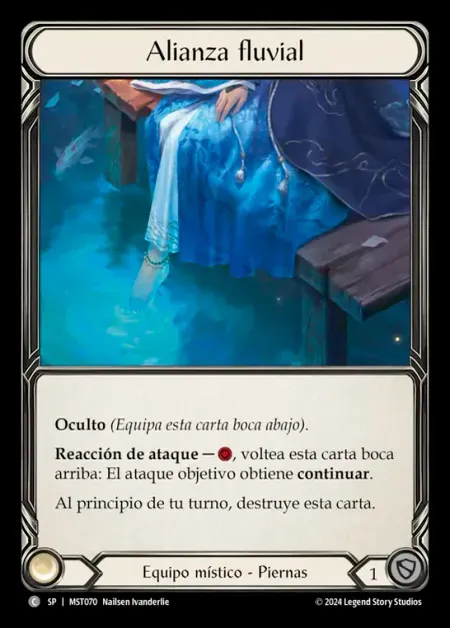 Alianza fluvial
Oculto (Equipa esta carta boca abajo).
Reacción de ataque — , voltea esta carta boca
arriba: El ataque objetivo obtiene continuar.
Al principio de tu turno, destruye esta carta.
Equipo místico - Piernas
1
C SP | MST070 Nailsen Ivanderlie
© 2024 Legend Story Studios